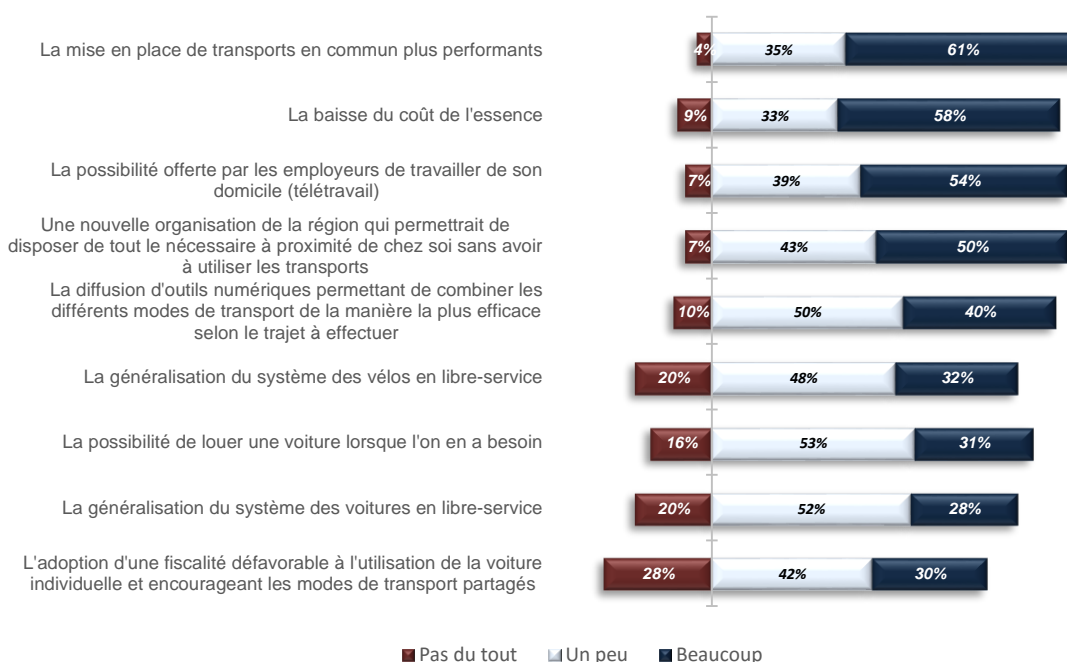 La mise en place de transports en commun plus performants
4% 35% 61%
La baisse du coût de l'essence
9% 33% 58%
La possibilité offerte par les employeurs de travailler de son
domicile (télétravail)
7% 39% 54%
Une nouvelle organisation de la région qui permettrait de
disposer de tout le nécessaire à proximité de chez soi sans avoir
à utiliser les transports
7% 43% 50%
La diffusion d'outils numériques permettant de combiner les
différents modes de transport de la manière la plus efficace
selon le trajet à effectuer
10% 50% 40%
La généralisation du système des vélos en libre-service
20% 48% 32%
La possibilité de louer une voiture lorsque l'on en a besoin
16% 53% 31%
La généralisation du système des voitures en libre-service
20% 52% 28%
L'adoption d'une fiscalité défavorable à l'utilisation de la voiture
individuelle et encourageant les modes de transport partagés
28% 42% 30%
Pas du tout Un peu Beaucoup